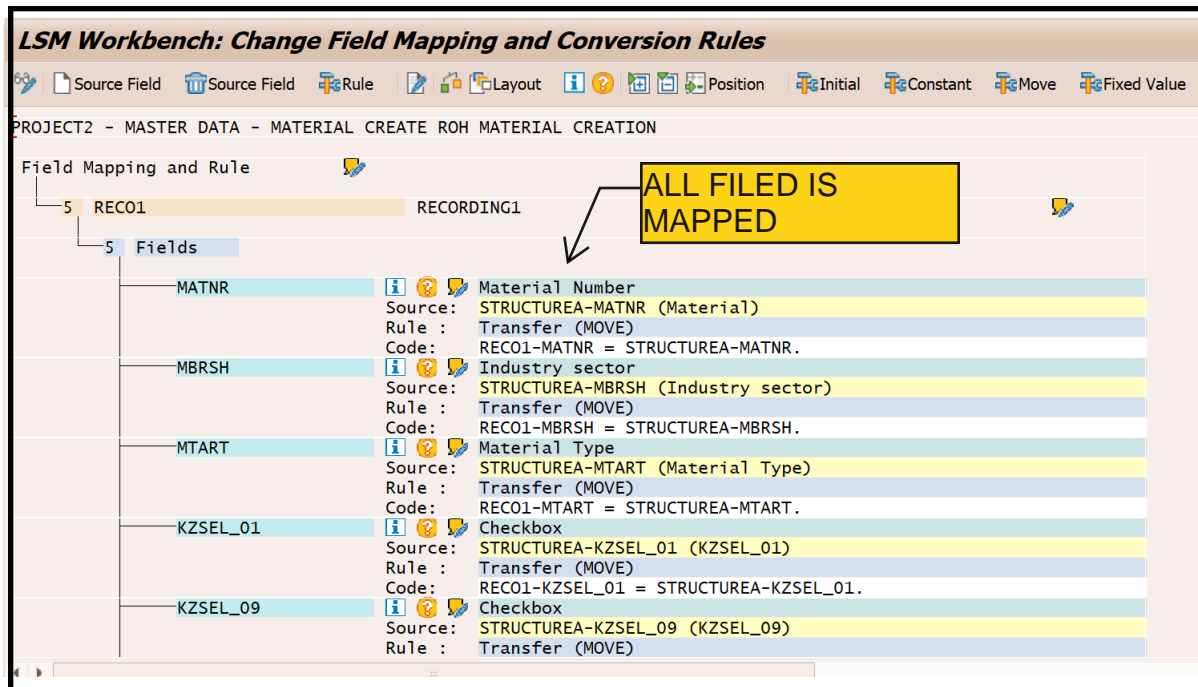 LSM Workbench: Change Field Mapping and Conversion Rules
Source Field Source Field Rule Layout Position Initial Constant Move Fixed Value
PROJECT2 - MASTER DATA - MATERIAL CREATE ROH MATERIAL CREATION
Field Mapping and Rule
ALL FILED IS
MAPPED
5 RECO1 RECORDING1
5 Fields
MATNR Material Number
Source: STRUCTUREA-MATNR (Material)
Rule : Transfer (MOVE)
Code: RECO1-MATNR = STRUCTUREA-MATNR.
MBRSH Industry sector
Source: STRUCTUREA-MBRSH (Industry sector)
Rule : Transfer (MOVE)
Code: RECO1-MBRSH = STRUCTUREA-MBRSH.
MTART Material Type
Source: STRUCTUREA-MTART (Material Type)
Rule : Transfer (MOVE)
Code: RECO1-MTART = STRUCTUREA-MTART.
KZSEL_01 Checkbox
Source: STRUCTUREA-KZSEL_01 (KZSEL_01)
Rule : Transfer (MOVE)
Code: RECO1-KZSEL_01 = STRUCTUREA-KZSEL_01.
KZSEL_09 Checkbox
Source: STRUCTUREA-KZSEL_09 (KZSEL_09)
Rule : Transfer (MOVE)